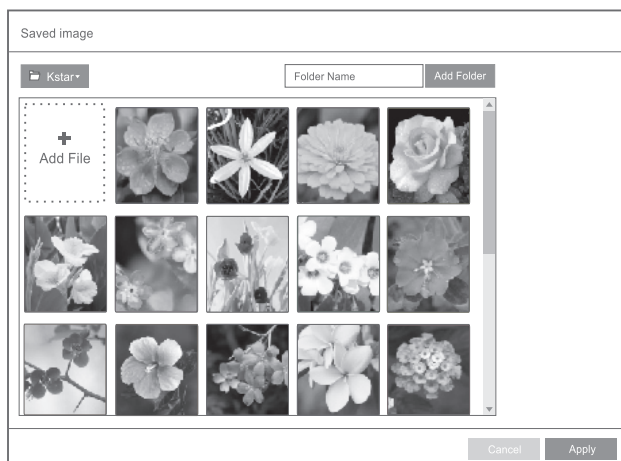 Saved image
Kstar
Folder Name
Add Folder
Add File
Cancel
Apply